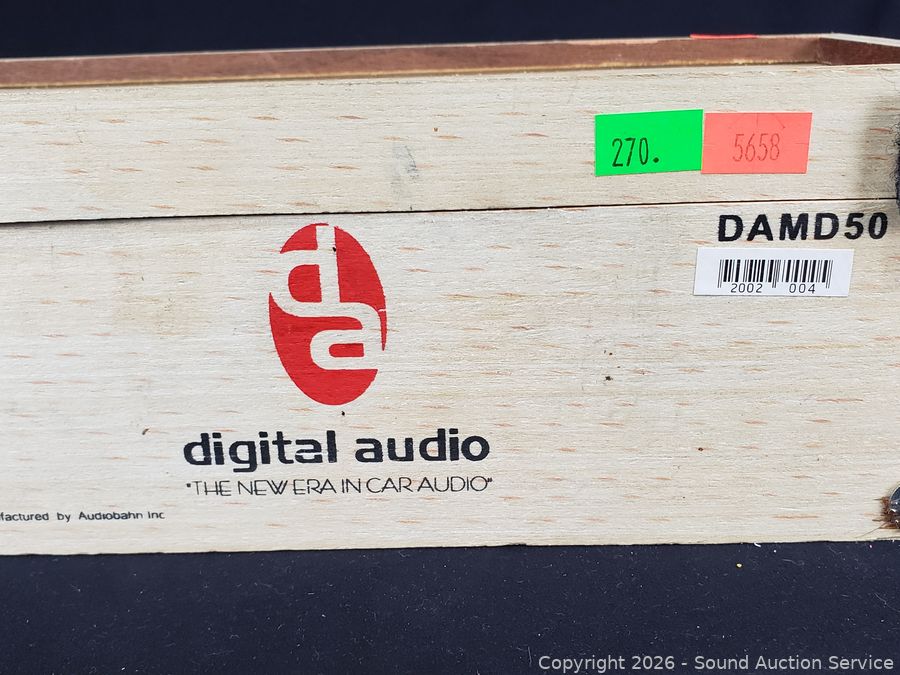 270.
5658
DAMD50
2002 004
da
digital audio
"THE NEW ERA IN CAR AUDIO"
factured by Audiobahn Inc
Copyright 2026 - Sound Auction Service